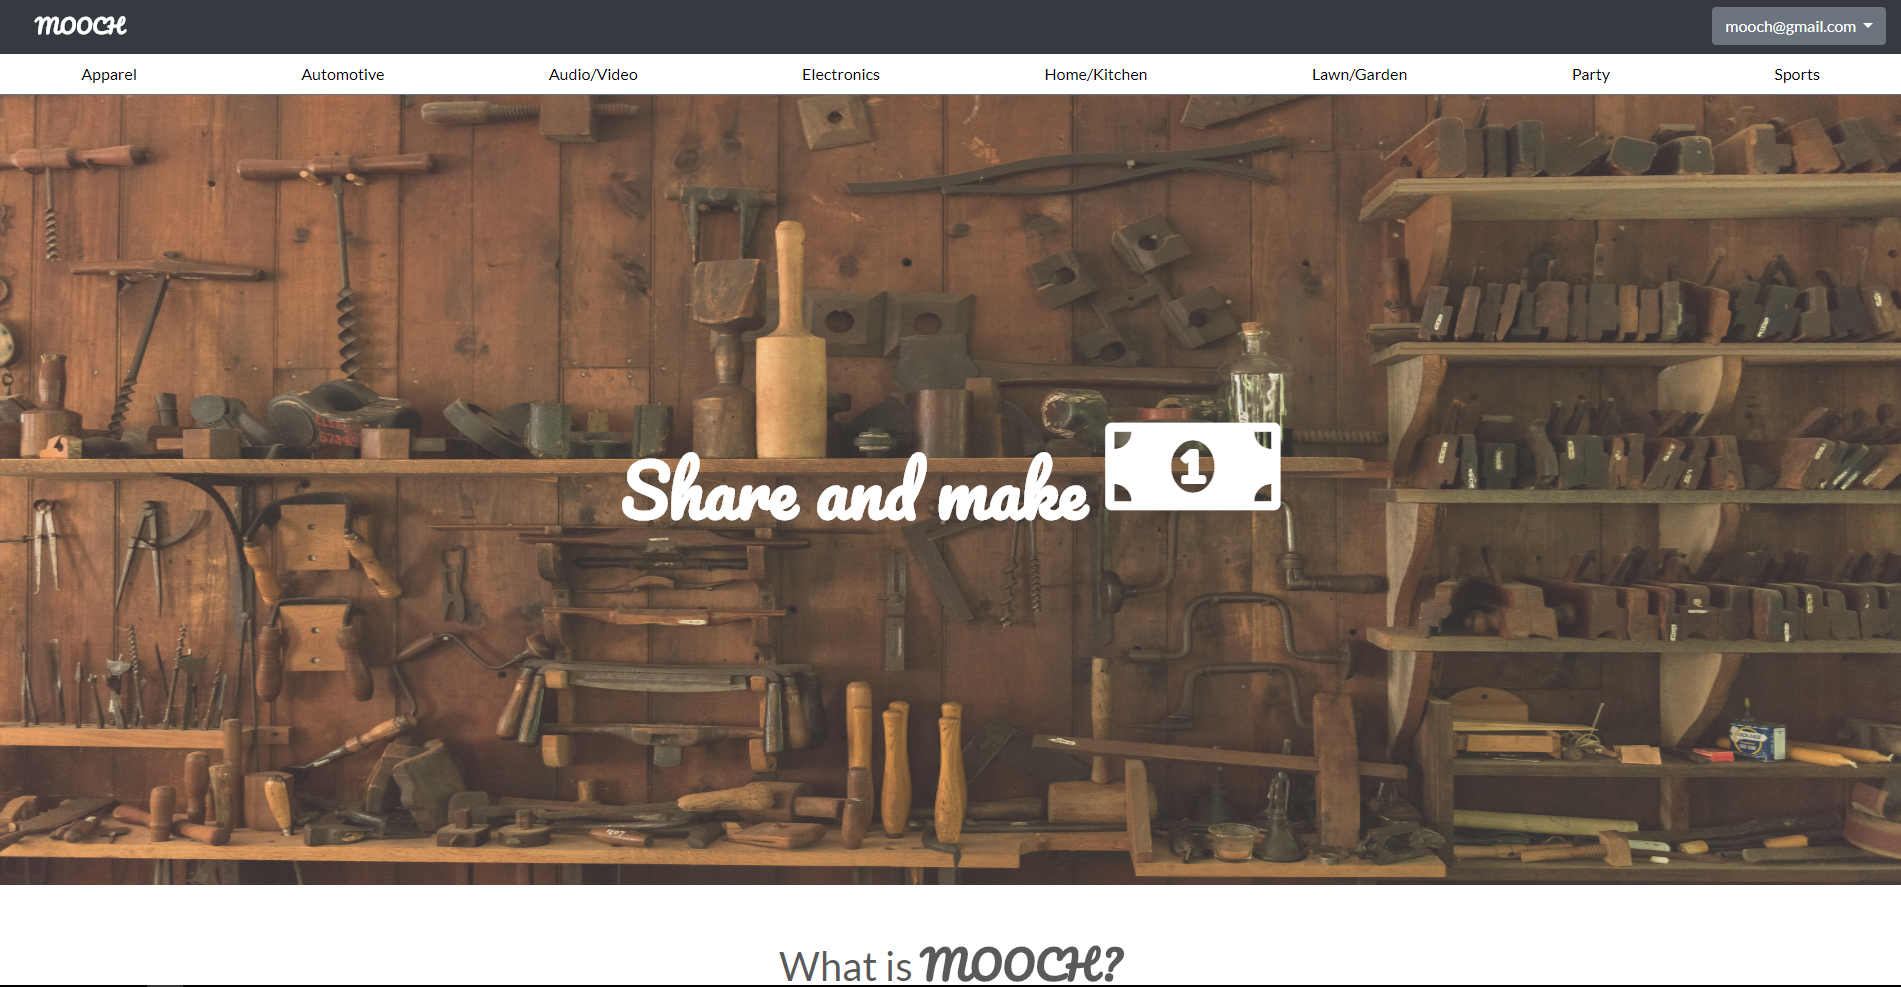 MOOCH
mooch@gmail.com
Apparel
Automotive
Audio/Video
Electronics
Home/Kitchen
Lawn/Garden
Party
Sports
Share and make 1
What is MOOCH?